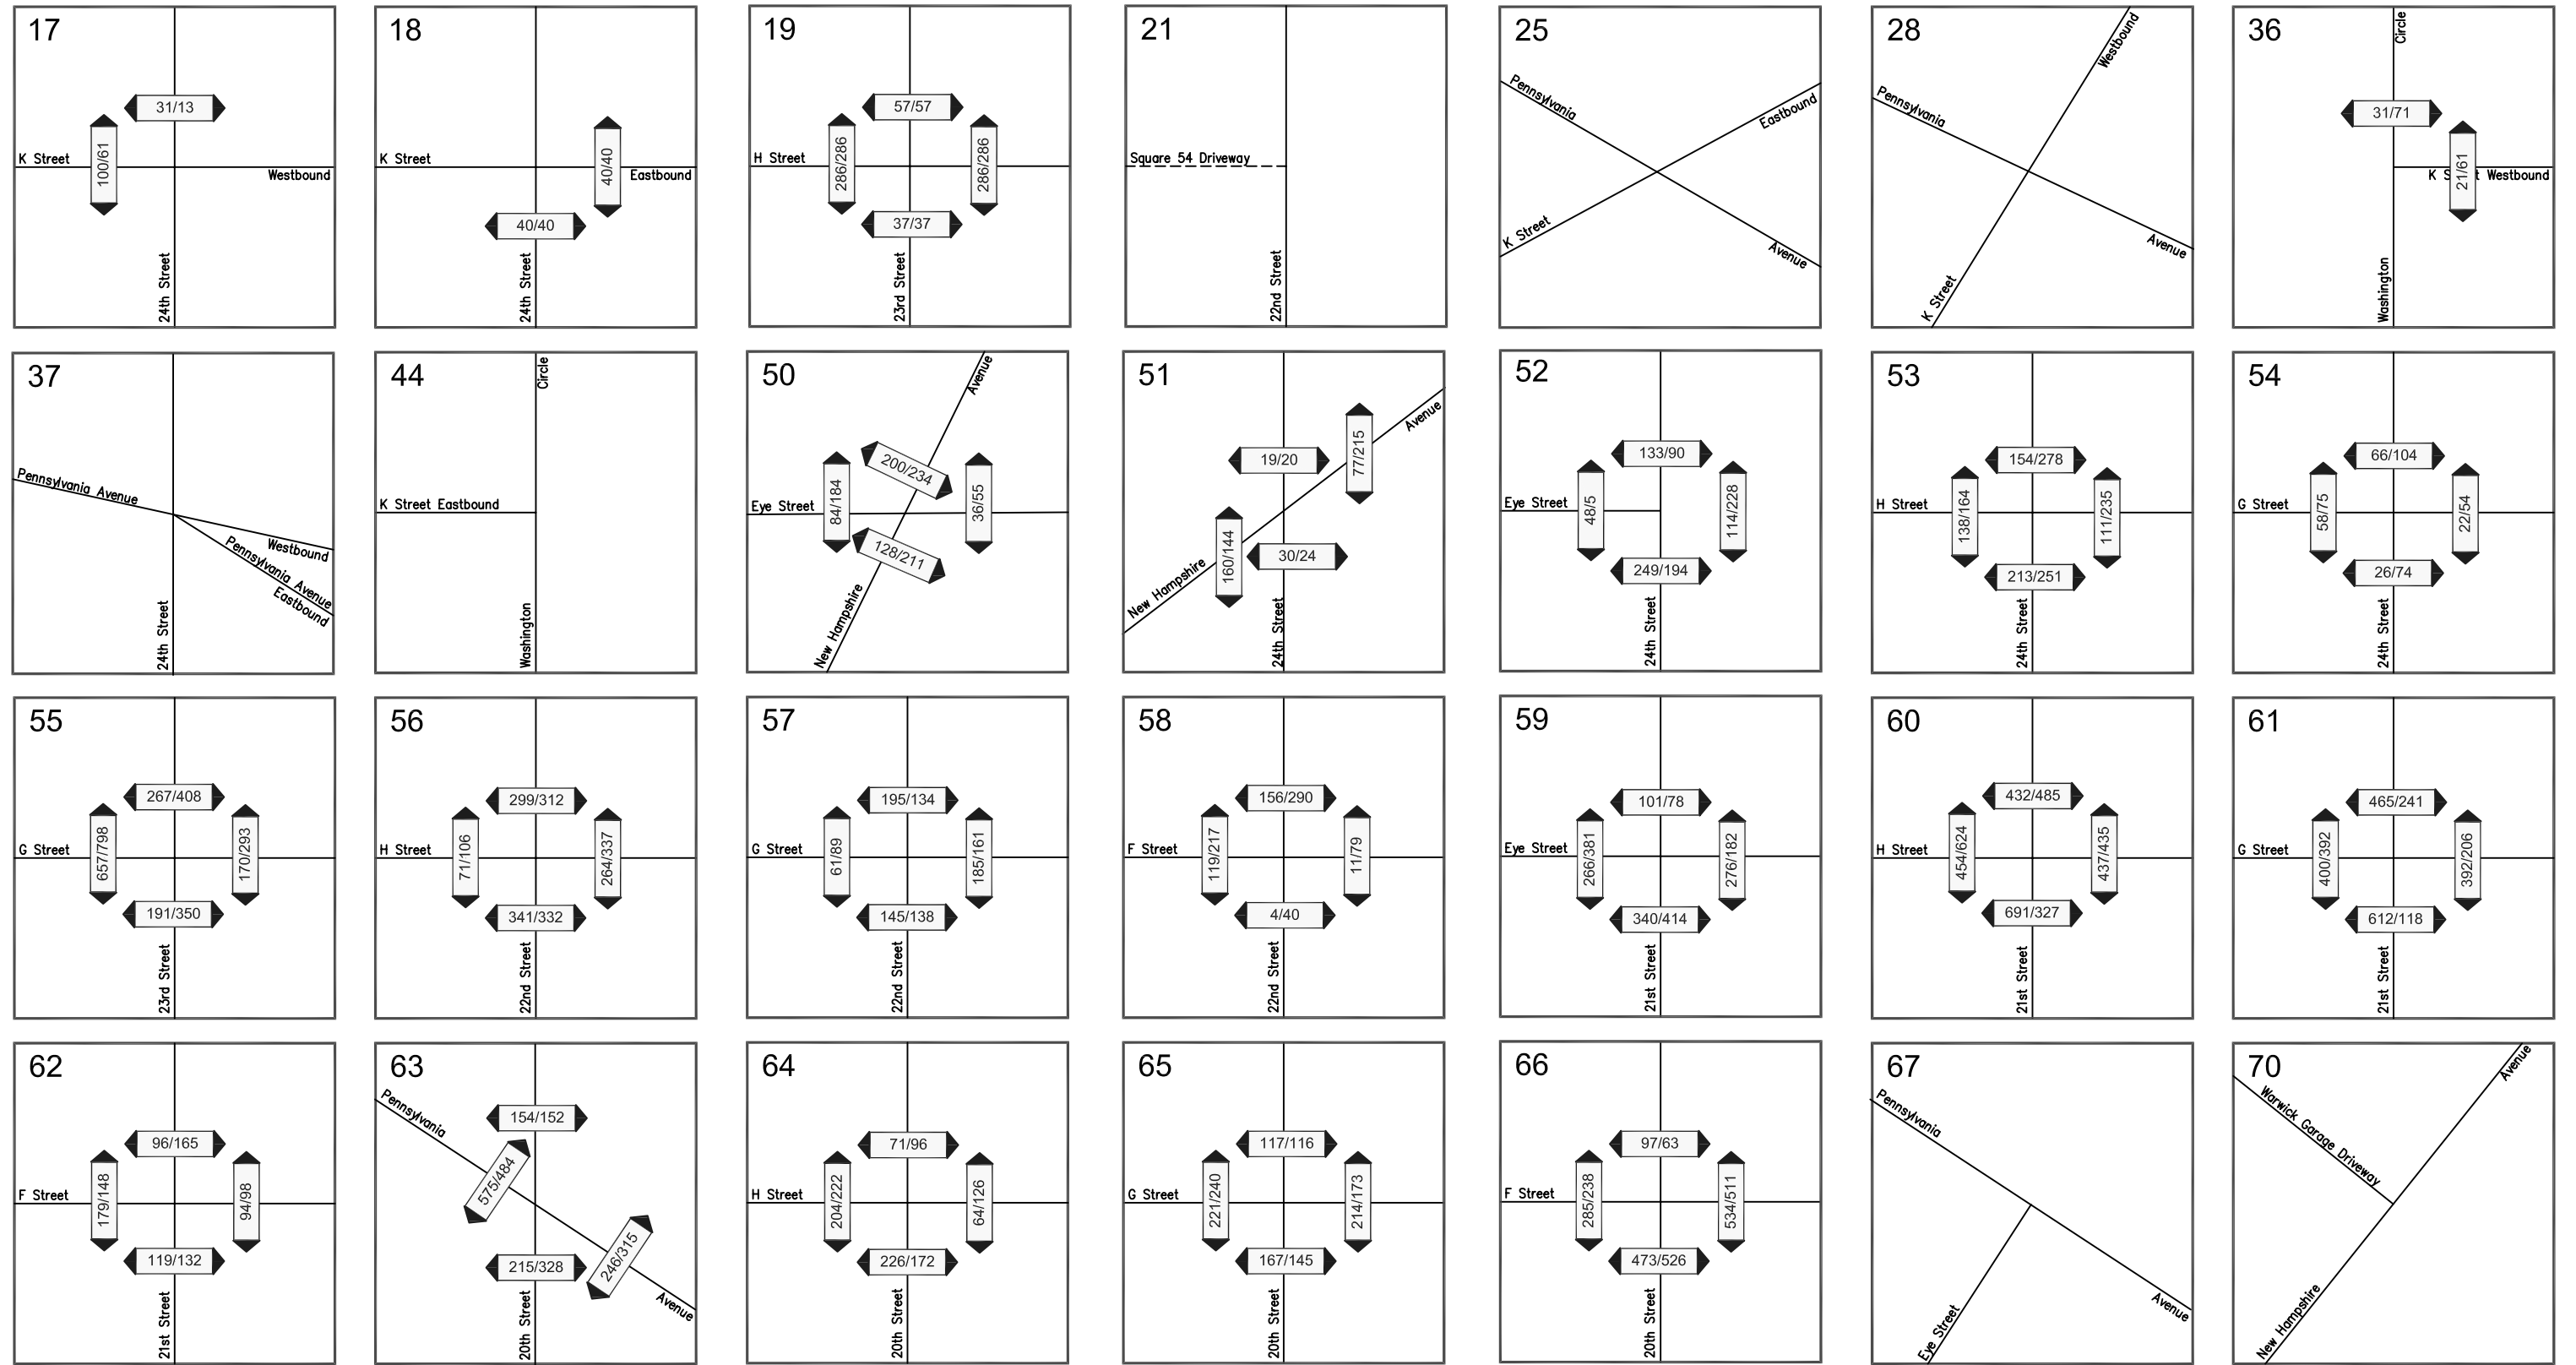 17
31/13
100/61
K Street
Westbound
24th Street
18
40/40
K Street
Eastbound
40/40
24th Street
19
57/57
286/286
286/286
H Street
37/37
23rd Street
21
Square 54 Driveway
22nd Street
25
Pennsylvania
Eastbound
K Street
Avenue
28
Westbound
Pennsylvania
Avenue
K Street
36
Circle
31/71
21/61
K S t Westbound
Washington
37
Pennsylvania Avenue
Westbound
Pennsylvania Avenue
Eastbound
24th Street
44
Circle
K Street Eastbound
Washington
50
Avenue
200/234
84/184
36/55
Eye Street
128/211
New Hampshire
51
Avenue
19/20
77/215
160/144
30/24
New Hampshire
24th Street
52
133/90
48/5
114/228
Eye Street
249/194
24th Street
53
154/278
138/164
111/235
H Street
213/251
24th Street
54
66/104
58/75
22/54
G Street
26/74
24th Street
55
267/408
657/798
170/293
G Street
191/350
23rd Street
56
299/312
71/106
264/337
H Street
341/332
22nd Street
57
195/134
61/89
185/161
G Street
145/138
22nd Street
58
156/290
119/217
11/79
F Street
4/40
22nd Street
59
101/78
266/381
276/182
Eye Street
340/414
21st Street
60
432/485
454/624
437/435
H Street
691/327
21st Street
61
465/241
400/392
392/206
G Street
612/118
21st Street
62
96/165
179/148
94/98
F Street
119/132
21st Street
63
Pennsylvania
154/152
575/484
246/315
215/328
Avenue
20th Street
64
71/96
204/222
64/126
H Street
226/172
20th Street
65
117/116
221/240
214/173
G Street
167/145
20th Street
66
97/63
285/238
534/511
F Street
473/526
20th Street
67
Pennsylvania
Avenue
Eye Street
70
Avenue
Warwick Garage Driveway
New Hampshire